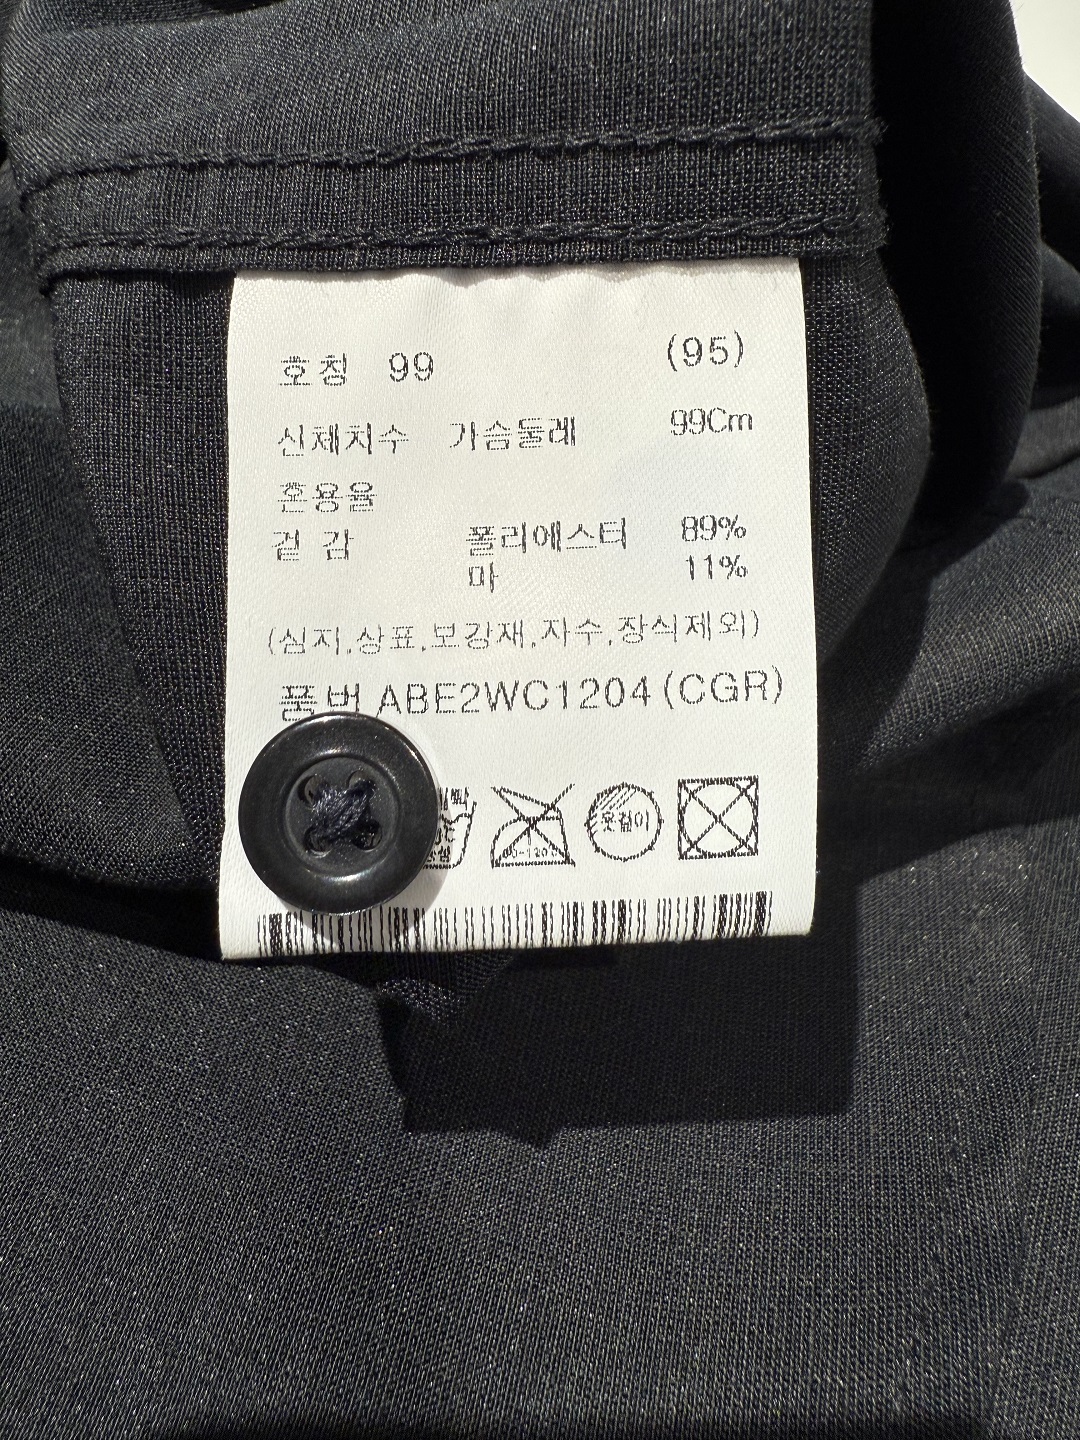 호칭 99 (95)
신체치수 가슴둘레 99Cm
혼용율
겉 감 폴리에스터 89%
마 11%
(심지,상표,보강재,자수,장식제외)
품번 ABE2WC1204(CGR)
옷걸이